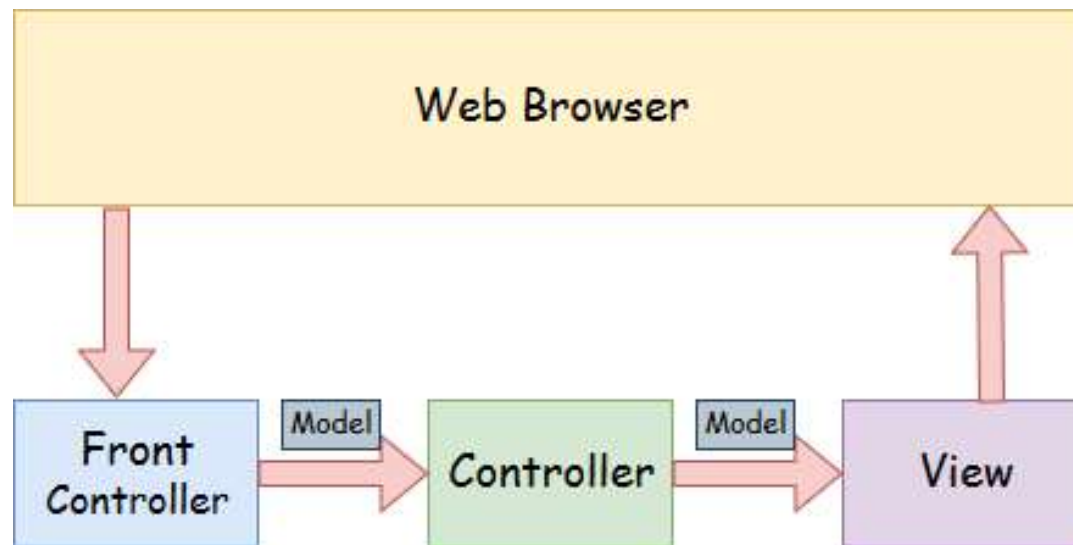 Web Browser
Front
Controller
Model
Controller
Model
View